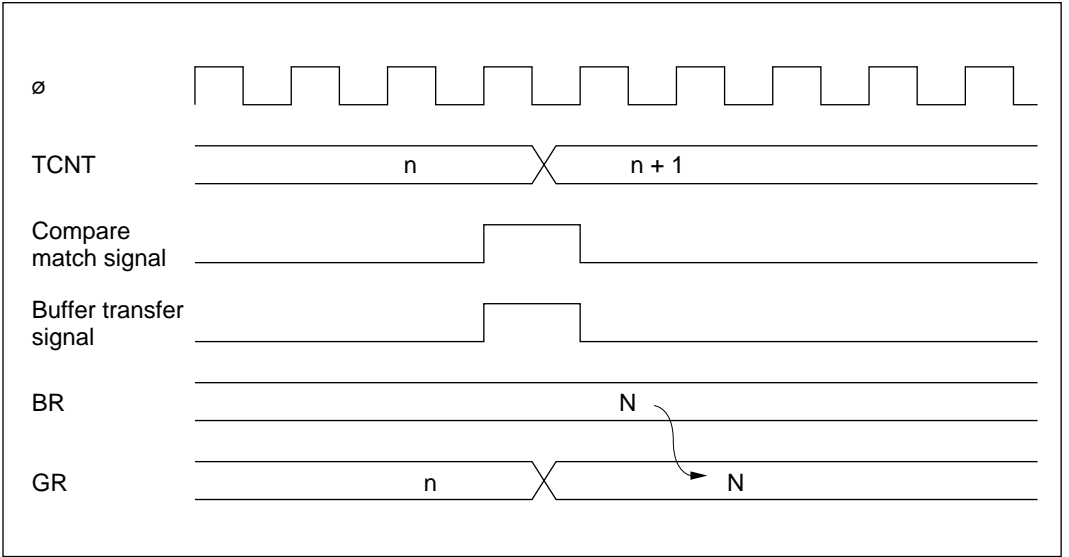 ø
TCNT n n + 1
Compare
match signal
Buffer transfer
signal
BR N
GR n N